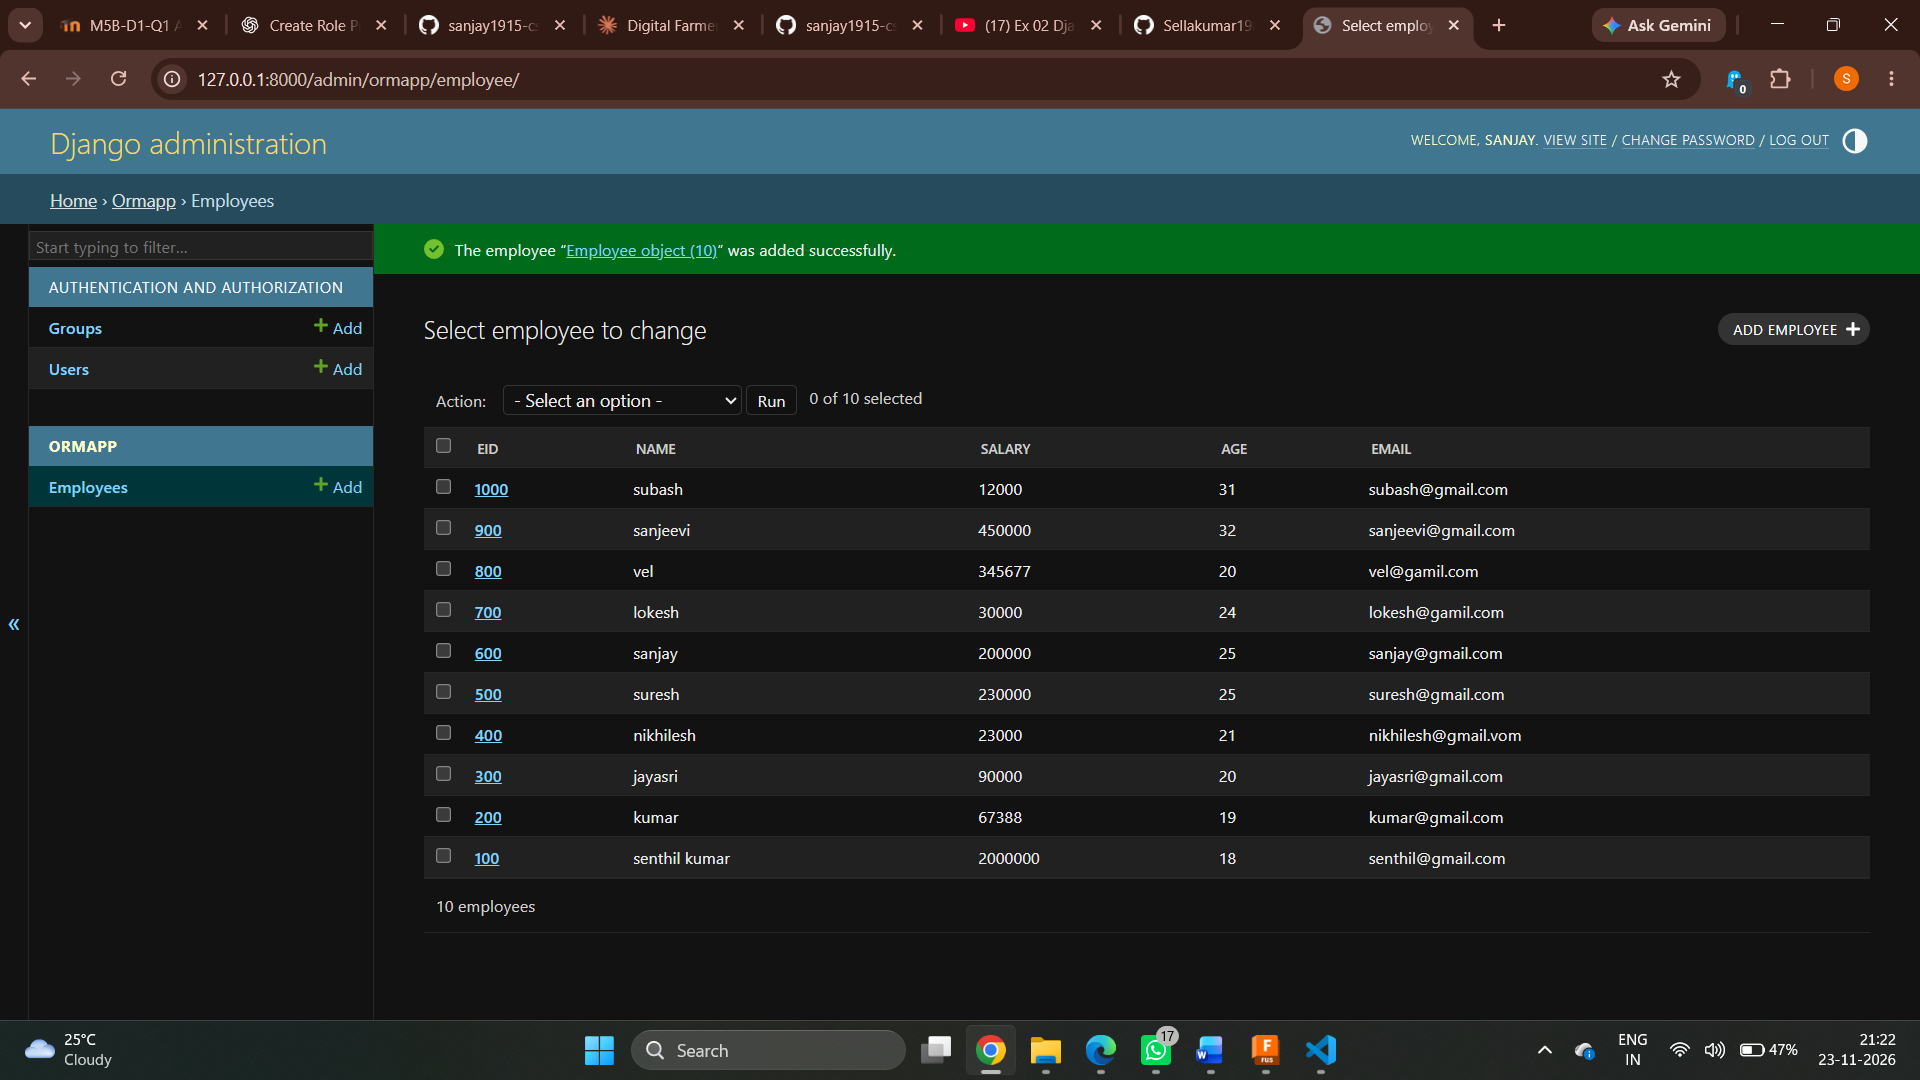 M5B-D1-Q1 A
Create Role P
sanjay1915-cs
Digital Farme
sanjay1915-cs
(17) Ex 02 Dja
Sellakumar19
Select employ
Ask Gemini
127.0.0.1:8000/admin/ormapp/employee/
0
S
Django administration
WELCOME, SANJAY. VIEW SITE / CHANGE PASSWORD / LOG OUT
Home › Ormapp › Employees
Start typing to filter...
AUTHENTICATION AND AUTHORIZATION
Groups + Add
Users + Add
ORMAPP
Employees + Add
«
The employee “Employee object (10)” was added successfully.
Select employee to change
ADD EMPLOYEE +
Action: - Select an option - Run 0 of 10 selected
EID NAME SALARY AGE EMAIL
1000 subash 12000 31 subash@gmail.com
900 sanjeevi 450000 32 sanjeevi@gmail.com
800 vel 345677 20 vel@gamil.com
700 lokesh 30000 24 lokesh@gamil.com
600 sanjay 200000 25 sanjay@gmail.com
500 suresh 230000 25 suresh@gmail.com
400 nikhilesh 23000 21 nikhilesh@gmail.vom
300 jayasri 90000 20 jayasri@gmail.com
200 kumar 67388 19 kumar@gmail.com
100 senthil kumar 2000000 18 senthil@gmail.com
10 employees
25°C
Cloudy
Search
17
W
F
FUS
ENG
IN
47%
21:22
23-11-2026